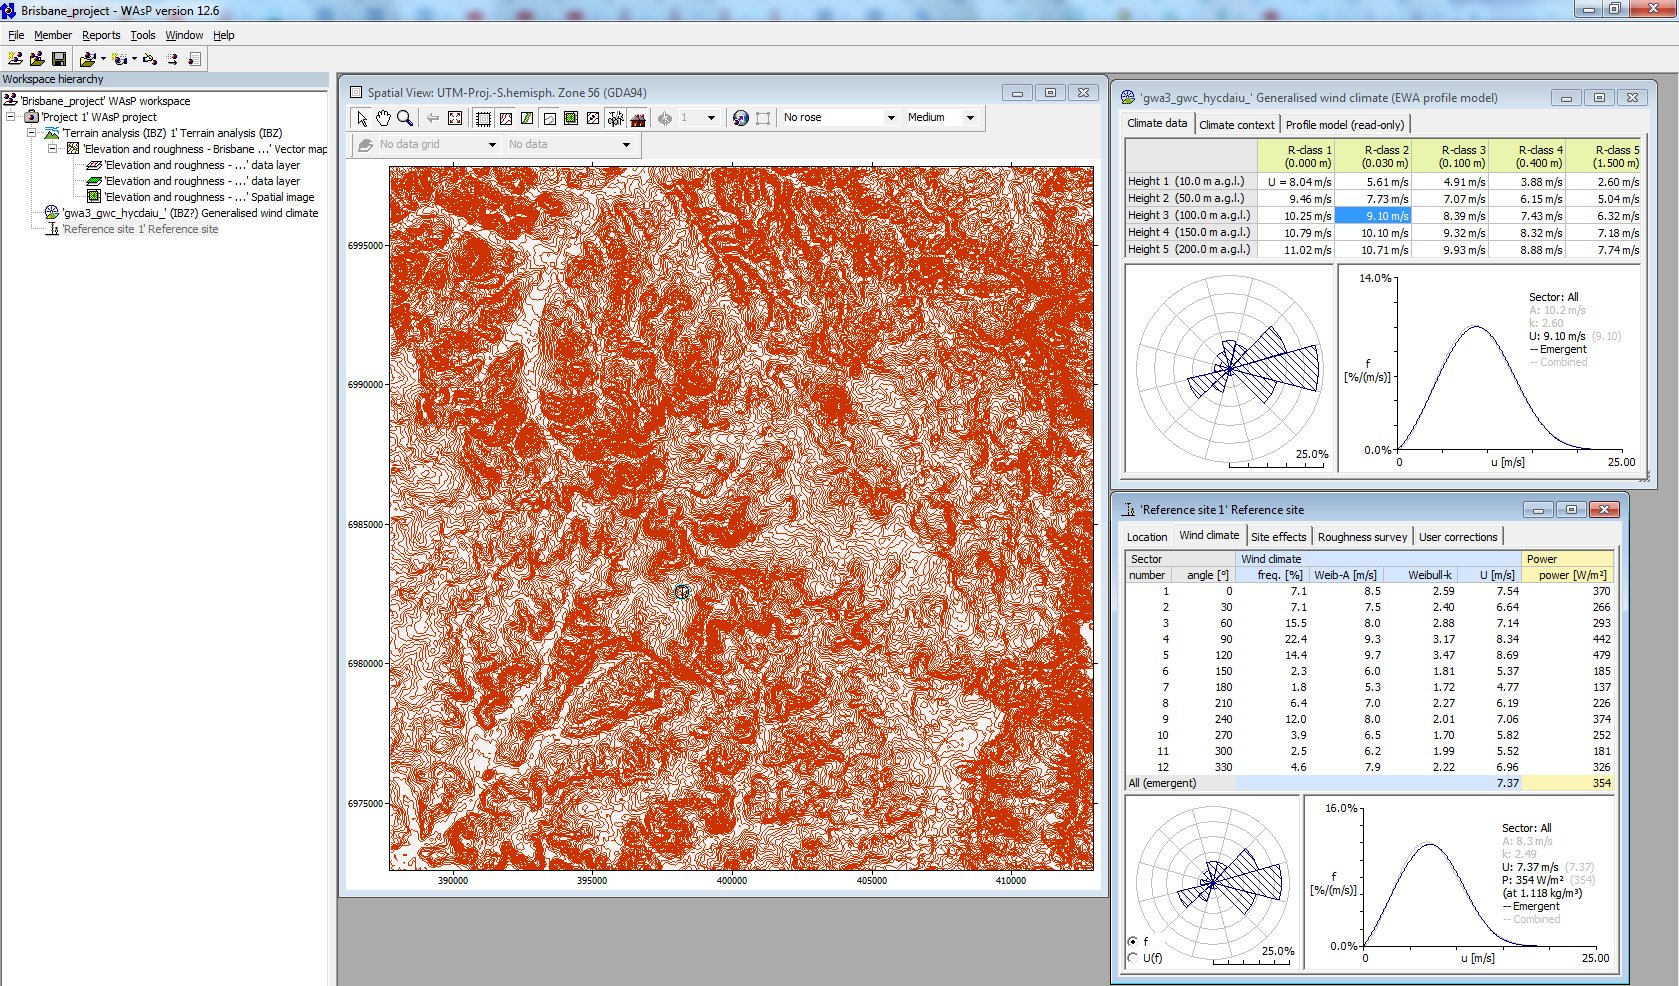 Brisbane_project - WAsP version 12.6
File Member Reports Tools Window Help
Workspace hierarchy
'Brisbane_project' WAsP workspace
'Project 1' WAsP project
'Terrain analysis (IBZ) 1' Terrain analysis (IBZ)
'Elevation and roughness - Brisbane ...' Vector map
'Elevation and roughness - ...' data layer
'Elevation and roughness - ...' data layer
'Elevation and roughness - ...' Spatial image
'gwa3_gwc_hycdaiu_' (IBZ?) Generalised wind climate
'Reference site 1' Reference site
Spatial View: UTM-Proj.-S.hemisph. Zone 56 (GDA94)
1 No rose Medium
No data grid No data
6995000
6990000
6985000
6980000
6975000
390000 395000 400000 405000 410000
'gwa3_gwc_hycdaiu_' Generalised wind climate (EWA profile model)
Climate data Climate context Profile model (read-only)
R-class 1 R-class 2 R-class 3 R-class 4 R-class 5
(0.000 m) (0.030 m) (0.100 m) (0.400 m) (1.500 m)
Height 1 (10.0 m a.g.l.) U = 8.04 m/s 5.61 m/s 4.91 m/s 3.88 m/s 2.60 m/s
Height 2 (50.0 m a.g.l.) 9.46 m/s 7.73 m/s 7.07 m/s 6.15 m/s 5.04 m/s
Height 3 (100.0 m a.g.l.) 10.25 m/s 9.10 m/s 8.39 m/s 7.43 m/s 6.32 m/s
Height 4 (150.0 m a.g.l.) 10.79 m/s 10.10 m/s 9.32 m/s 8.32 m/s 7.18 m/s
Height 5 (200.0 m a.g.l.) 11.02 m/s 10.71 m/s 9.93 m/s 8.88 m/s 7.74 m/s
25.0%
14.0%
Sector: All
A: 10.2 m/s
k: 2.60
U: 9.10 m/s (9.10)
-- Emergent
-- Combined
f
[%/(m/s)]
0.0%
0 u [m/s] 25.00
'Reference site 1' Reference site
Location Wind climate Site effects Roughness survey User corrections
Sector Wind climate Power
number angle [°] freq. [%] Weib-A [m/s] Weibull-k U [m/s] power [W/m²]
1 0 7.1 8.5 2.59 7.54 370
2 30 7.1 7.5 2.40 6.64 266
3 60 15.5 8.0 2.88 7.14 293
4 90 22.4 9.3 3.17 8.34 442
5 120 14.4 9.7 3.47 8.69 479
6 150 2.3 6.0 1.81 5.37 185
7 180 1.8 5.3 1.72 4.77 137
8 210 6.4 7.0 2.27 6.19 226
9 240 12.0 8.0 2.01 7.06 374
10 270 3.9 6.5 1.70 5.82 252
11 300 2.5 6.2 1.99 5.52 181
12 330 4.6 7.9 2.22 6.96 326
All (emergent) 7.37 354
f
U(f)
25.0%
16.0%
Sector: All
A: 8.3 m/s
k: 2.49
U: 7.37 m/s (7.37)
P: 354 W/m² (354)
(at 1.118 kg/m³)
-- Emergent
-- Combined
f
[%/(m/s)]
0.0%
0 u [m/s] 25.00